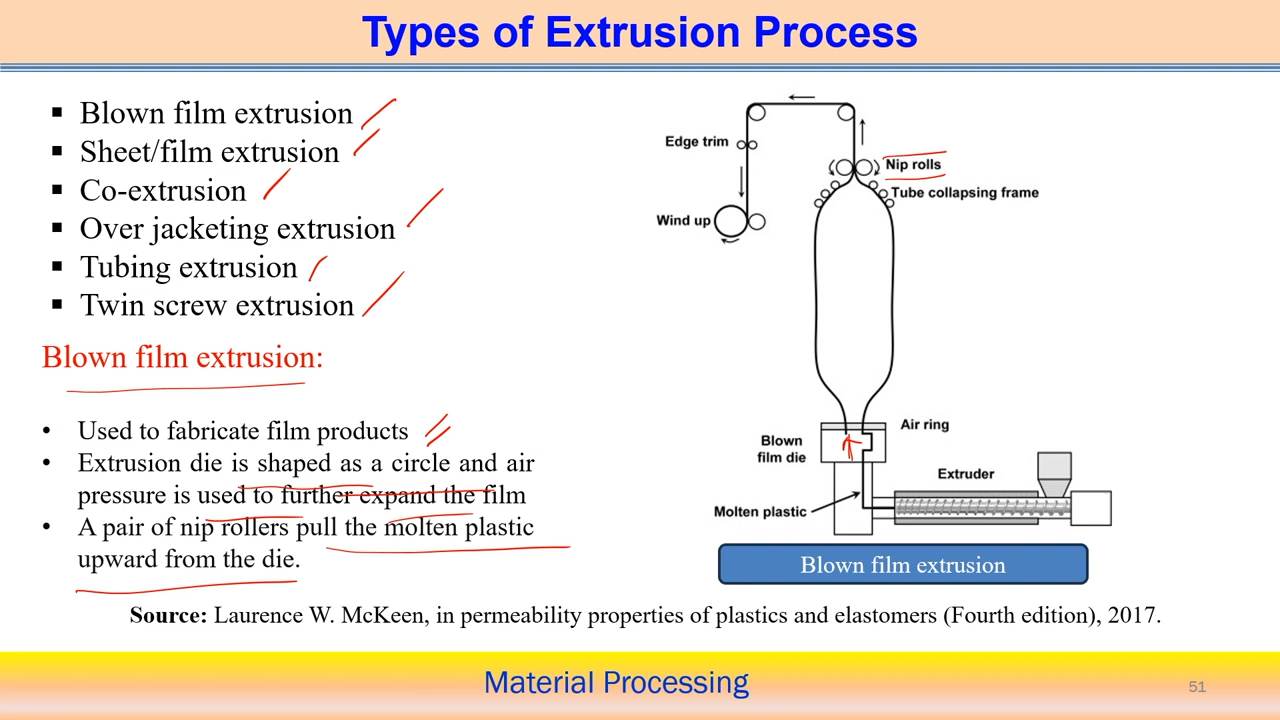 Types of Extrusion Process
▪ Blown film extrusion
▪ Sheet/film extrusion
▪ Co-extrusion
▪ Over jacketing extrusion
▪ Tubing extrusion
▪ Twin screw extrusion
Blown film extrusion:
• Used to fabricate film products
• Extrusion die is shaped as a circle and air
pressure is used to further expand the film
• A pair of nip rollers pull the molten plastic
upward from the die.
Edge trim
Nip rolls
Tube collapsing frame
Wind up
Air ring
Blown
film die
Extruder
Molten plastic
Blown film extrusion
Source: Laurence W. McKeen, in permeability properties of plastics and elastomers (Fourth edition), 2017.
Material Processing
51